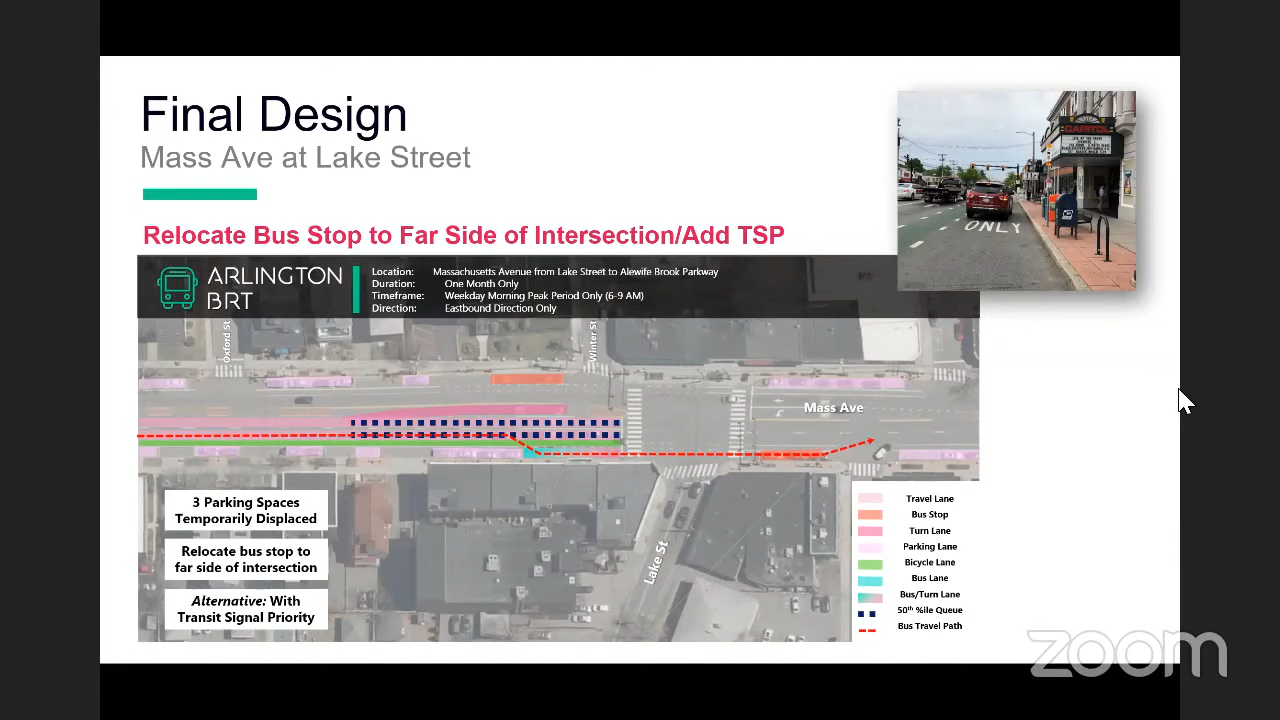 Final Design
Mass Ave at Lake Street
Relocate Bus Stop to Far Side of Intersection/Add TSP
ARLINGTON
BRT
Location: Massachusetts Avenue from Lake Street to Alewife Brook Parkway
Duration: One Month Only
Timeframe: Weekday Morning Peak Period Only (6-9 AM)
Direction: Eastbound Direction Only
CAPITOL
ONLY
Oxford St
Winter St
Mass Ave
Lake St
3 Parking Spaces
Temporarily Displaced
Relocate bus stop to
far side of intersection
Alternative: With
Transit Signal Priority
Travel Lane
Bus Stop
Turn Lane
Parking Lane
Bicycle Lane
Bus Lane
Bus/Turn Lane
50th %ile Queue
Bus Travel Path
zoom